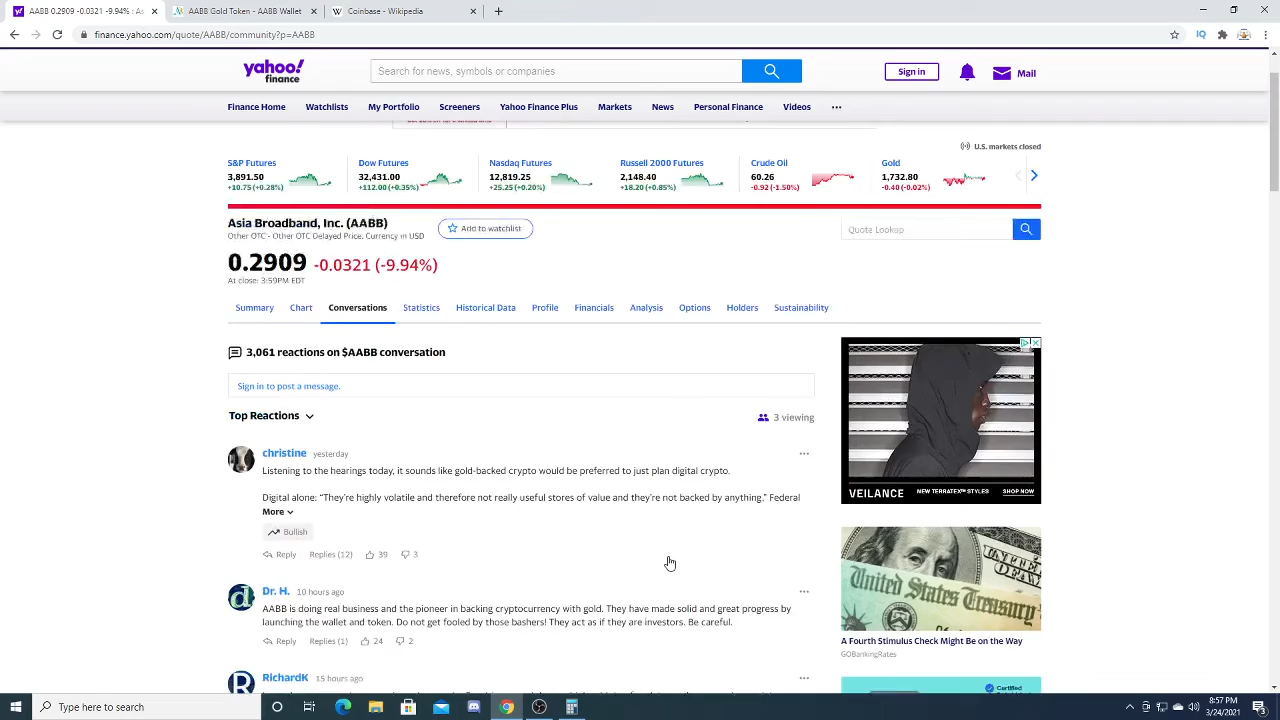 AABB 0.2909 -0.0321 -9.94% : As
AABB Gold Token - AABB Wallet
Coinbase - Wikipedia
finance.yahoo.com/quote/AABB/community?p=AABB
IQ
yahoo!
finance
Search for news, symbols or companies
Sign in
Mail
Finance Home
Watchlists
My Portfolio
Screeners
Yahoo Finance Plus
Markets
News
Personal Finance
Videos
U.S. markets closed
S&P Futures
3,891.50
+10.75 (+0.28%)
Dow Futures
32,431.00
+112.00 (+0.35%)
Nasdaq Futures
12,819.25
+25.25 (+0.20%)
Russell 2000 Futures
2,148.40
+18.20 (+0.85%)
Crude Oil
60.26
-0.92 (-1.50%)
Gold
1,732.80
-0.40 (-0.02%)
Asia Broadband, Inc. (AABB)
Other OTC - Other OTC Delayed Price. Currency in USD
Add to watchlist
Quote Lookup
0.2909 -0.0321 (-9.94%)
At close: 3:59PM EDT
Summary
Chart
Conversations
Statistics
Historical Data
Profile
Financials
Analysis
Options
Holders
Sustainability
3,061 reactions on $AABB conversation
Sign in to post a message.
Top Reactions
3 viewing
christine yesterday
Listening to the hearings today, it sounds like gold-backed crypto would be preferred to just plan digital crypto.
Digital and "They're highly volatile and therefore not really useful stores of value and they're not backed by anything," Federal
More
Bullish
Reply Replies (12) 39 3
Dr. H. 10 hours ago
AABB is doing real business and the pioneer in backing cryptocurrency with gold. They have made solid and great progress by
launching the wallet and token. Do not get fooled by those bashers! They act as if they are investors. Be careful.
Reply Replies (1) 24 2
RichardK 15 hours ago
VEILANCE
NEW TERRATEX™ STYLES
SHOP NOW
United States Treasury
A Fourth Stimulus Check Might Be on the Way
GOBankingRates
Certified
Type here to search
8:57 PM
3/24/2021